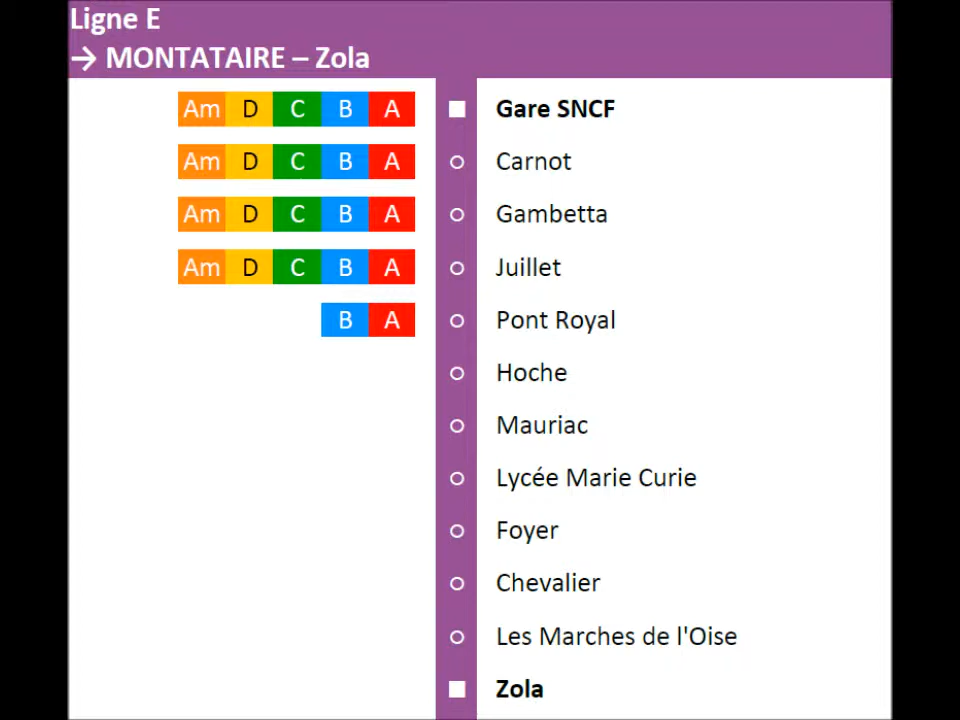 Ligne E
→ MONTATAIRE – Zola
Am D C B A Gare SNCF
Am D C B A Carnot
Am D C B A Gambetta
Am D C B A Juillet
B A Pont Royal
Hoche
Mauriac
Lycée Marie Curie
Foyer
Chevalier
Les Marches de l'Oise
Zola